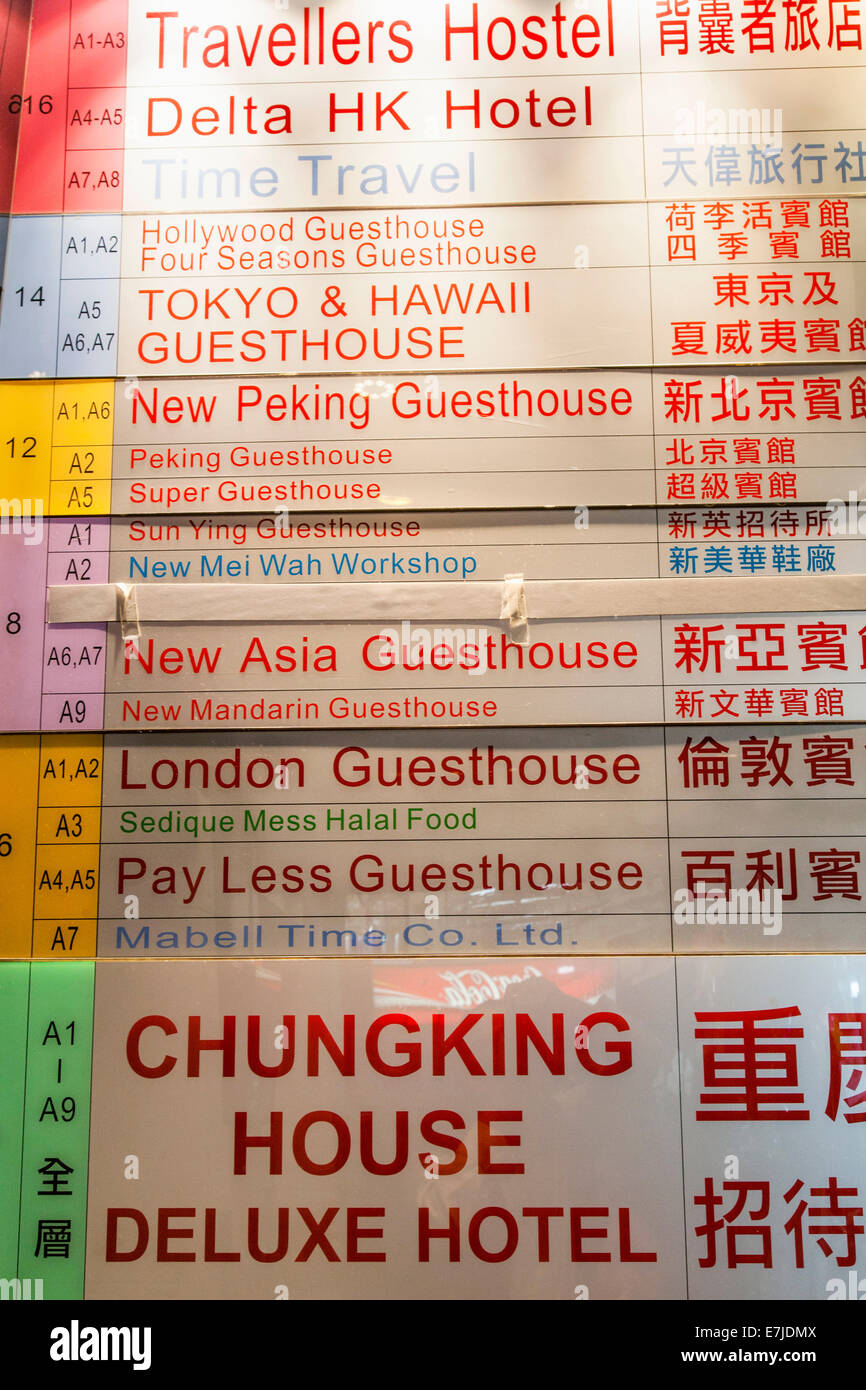 A1-A3 Travellers Hostel 背囊者旅店
16 A4-A5 Delta HK Hotel
A7,A8 Time Travel 天偉旅行社
A1,A2 Hollywood Guesthouse 荷李活賓館
Four Seasons Guesthouse 四季賓館
14 A5 TOKYO & HAWAII 東京及
A6,A7 GUESTHOUSE 夏威夷賓館
A1,A6 New Peking Guesthouse 新北京賓館
12 A2 Peking Guesthouse 北京賓館
A5 Super Guesthouse 超級賓館
A1 Sun Ying Guesthouse 新英招待所
A2 New Mei Wah Workshop 新美華鞋廠
8 A6,A7 New Asia Guesthouse 新亞賓館
A9 New Mandarin Guesthouse 新文華賓館
A1,A2 London Guesthouse 倫敦賓
6 A3 Sedique Mess Halal Food
A4,A5 Pay Less Guesthouse 百利賓
A7 Mabell Time Co. Ltd.
Coca-Cola
A1-A9 全層
CHUNGKING 重慶
HOUSE
DELUXE HOTEL 招待
alamy
Image ID: E7JDMX
www.alamy.com